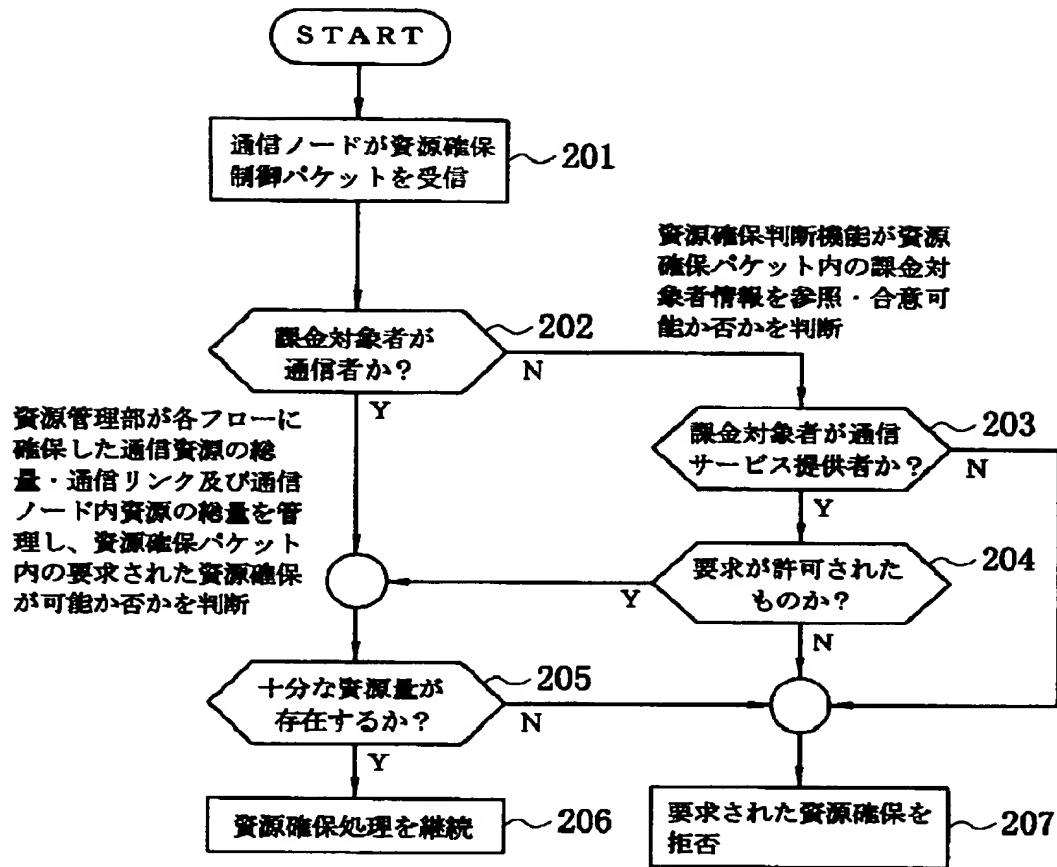 START
通信ノードが資源確保
制御パケットを受信
201
資源確保判断機能が資源
確保パケット内の課金対
象者情報を参照・合意可
能か否かを判断
課金対象者が
通信者か?
202
N
Y
資源管理部が各フローに
確保した通信資源の総
量・通信リンク及び通信
ノード内資源の総量を管
理し、資源確保パケット
内の要求された資源確保
が可能か否かを判断
課金対象者が通信
サービス提供者か?
203
N
Y
要求が許可された
ものか?
204
Y
N
十分な資源量が
存在するか?
205
N
Y
資源確保処理を継続
206
要求された資源確保を
拒否
207